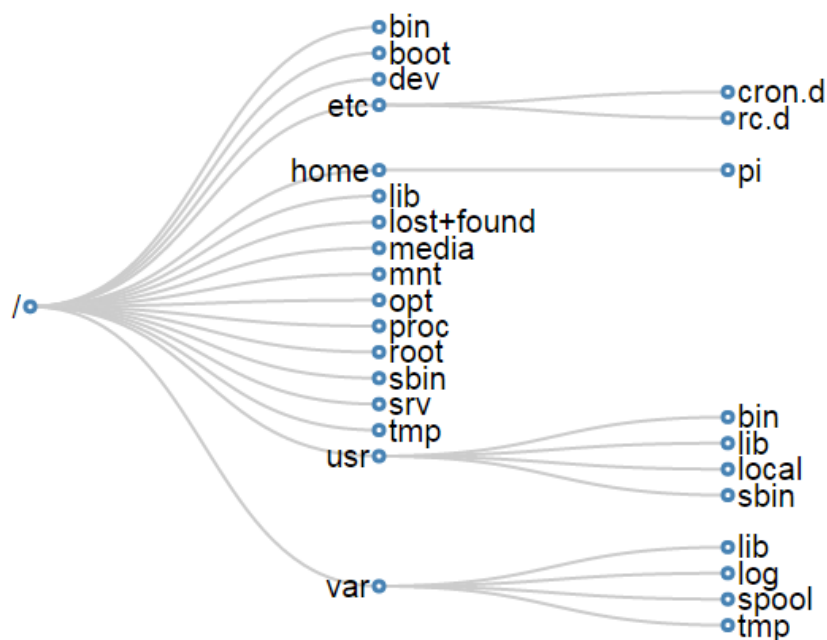 bin
boot
dev
etc
cron.d
rc.d
home
pi
lib
lost+found
media
mnt
/
opt
proc
root
sbin
srv
tmp
usr
bin
lib
local
sbin
var
lib
log
spool
tmp